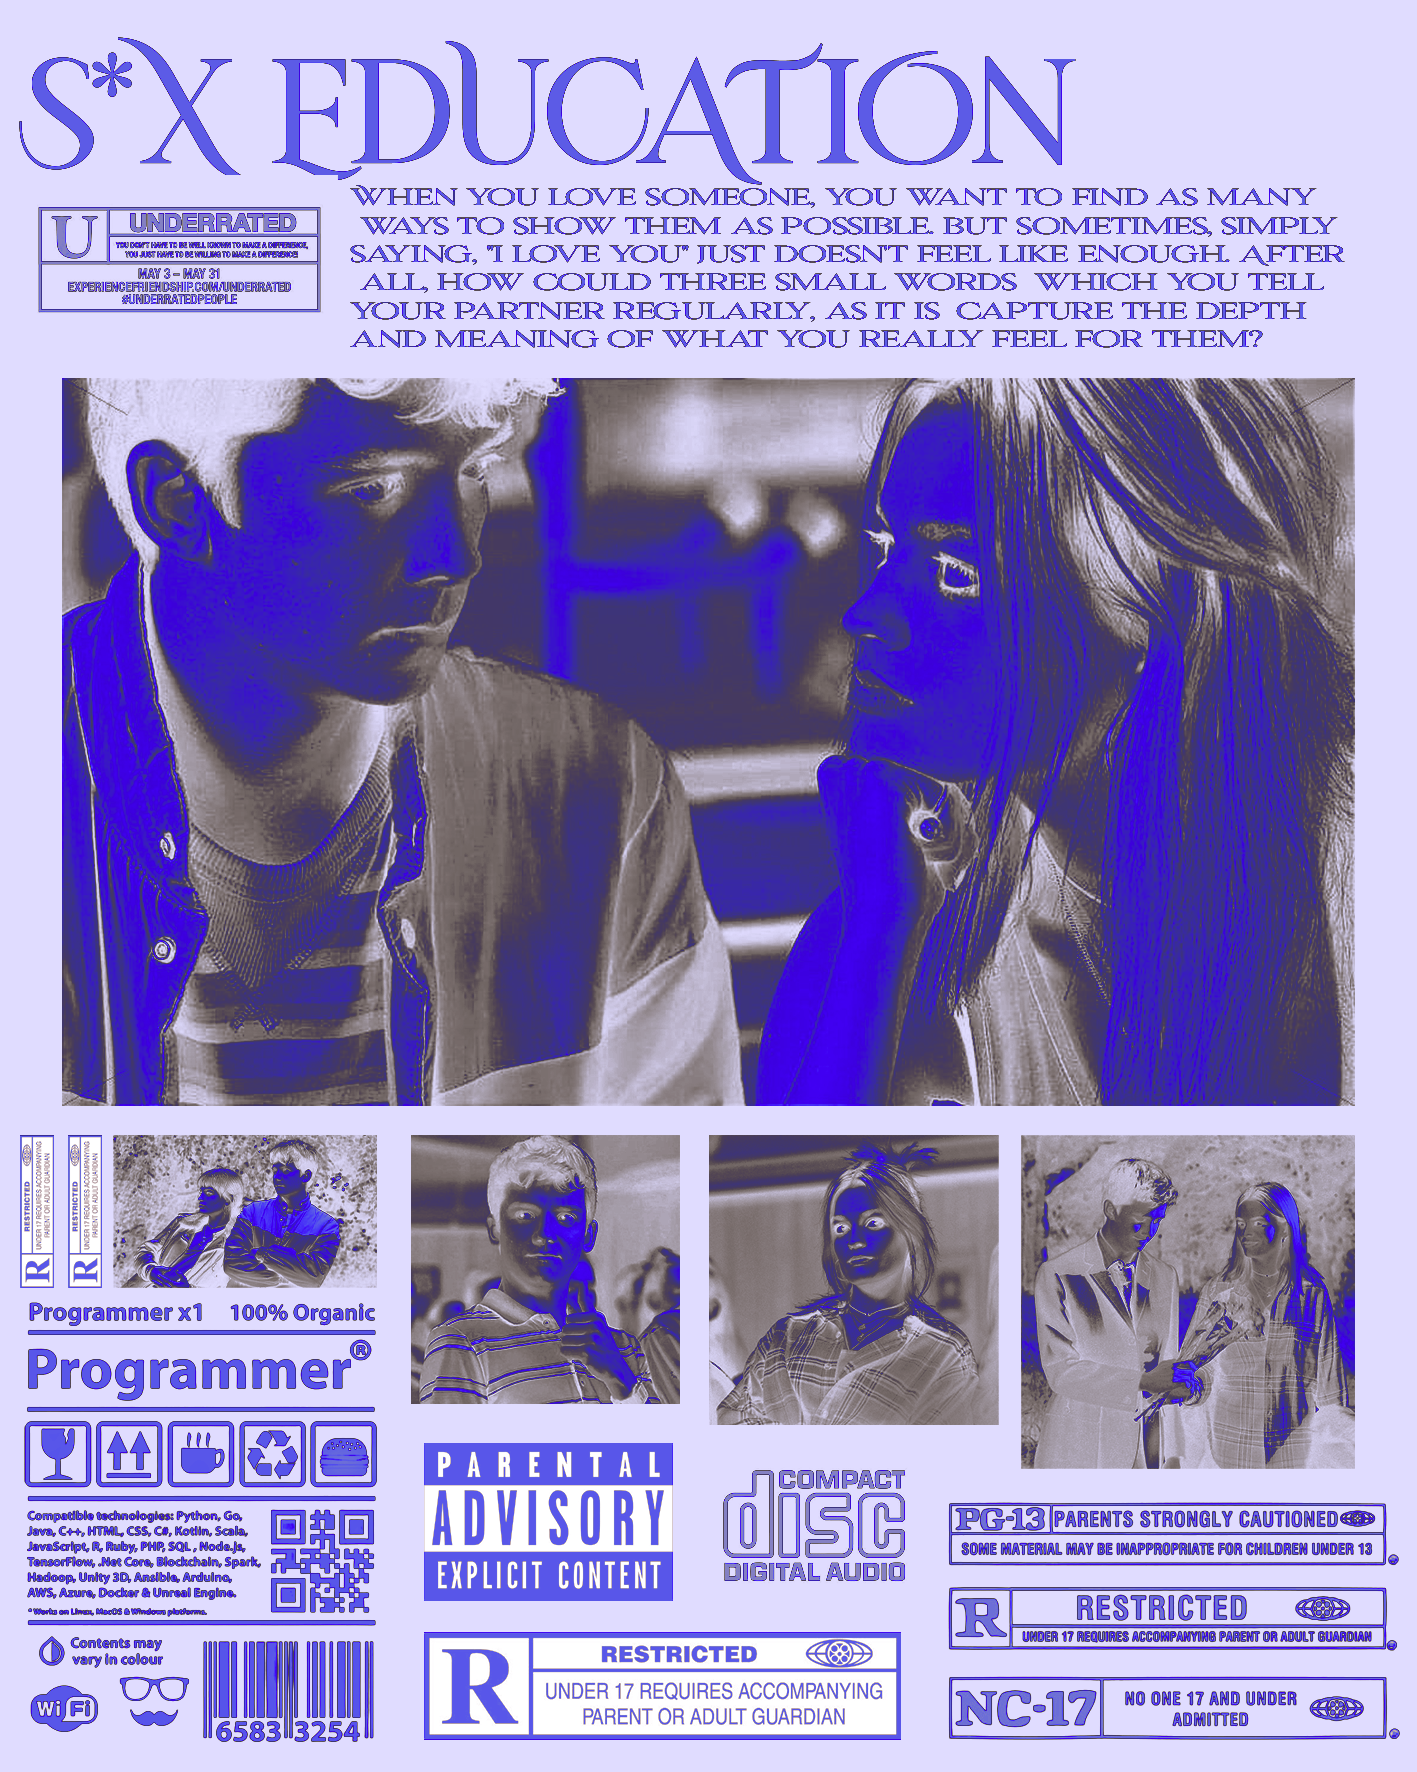 S*X EDUCATION
WHEN YOU LOVE SOMEONE, YOU WANT TO FIND AS MANY
WAYS TO SHOW THEM AS POSSIBLE. BUT SOMETIMES, SIMPLY
SAYING, "I LOVE YOU" JUST DOESN'T FEEL LIKE ENOUGH. AFTER
ALL, HOW COULD THREE SMALL WORDS WHICH YOU TELL
YOUR PARTNER REGULARLY, AS IT IS CAPTURE THE DEPTH
AND MEANING OF WHAT YOU REALLY FEEL FOR THEM?
U
UNDERRATED
YOU DON'T HAVE TO BE WELL KNOWN TO MAKE A DIFFERENCE,
YOU JUST HAVE TO BE WILLING TO MAKE A DIFFERENCE!
MAY 3 – MAY 31
EXPERIENCEFRIENDSHIP.COM/UNDERRATED
#UNDERRATEDPEOPLE
R
RESTRICTED
UNDER 17 REQUIRES ACCOMPANYING
PARENT OR ADULT GUARDIAN
R
RESTRICTED
UNDER 17 REQUIRES ACCOMPANYING
PARENT OR ADULT GUARDIAN
Programmer x1 100% Organic
Programmer®
Compatible technologies: Python, Go,
Java, C++, HTML, CSS, C#, Kotlin, Scala,
JavaScript, R, Ruby, PHP, SQL , Node.js,
TensorFlow, .Net Core, Blockchain, Spark,
Hadoop, Unity 3D, Ansible, Arduino,
AWS, Azure, Docker & Unreal Engine.
* Works on Linux, MacOS & Windows platforms.
Contents may
vary in colour
Wi Fi
6583 3254
PARENTAL
ADVISORY
EXPLICIT CONTENT
COMPACT
disc
DIGITAL AUDIO
R
RESTRICTED
UNDER 17 REQUIRES ACCOMPANYING
PARENT OR ADULT GUARDIAN
PG-13 PARENTS STRONGLY CAUTIONED
SOME MATERIAL MAY BE INAPPROPRIATE FOR CHILDREN UNDER 13
R
RESTRICTED
UNDER 17 REQUIRES ACCOMPANYING PARENT OR ADULT GUARDIAN
NC-17
NO ONE 17 AND UNDER
ADMITTED